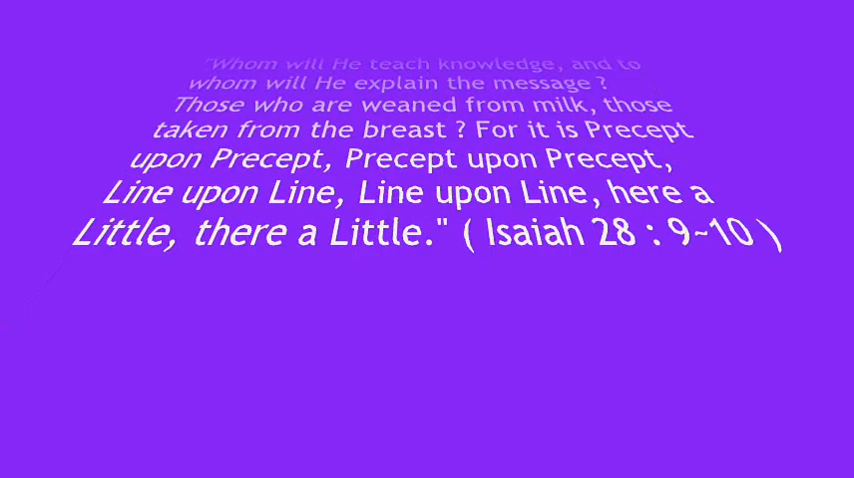 "Whom will He teach knowledge, and to
whom will He explain the message ?
Those who are weaned from milk, those
taken from the breast ? For it is Precept
upon Precept, Precept upon Precept,
Line upon Line, Line upon Line, here a
Little, there a Little." ( Isaiah 28 : 9~10 )